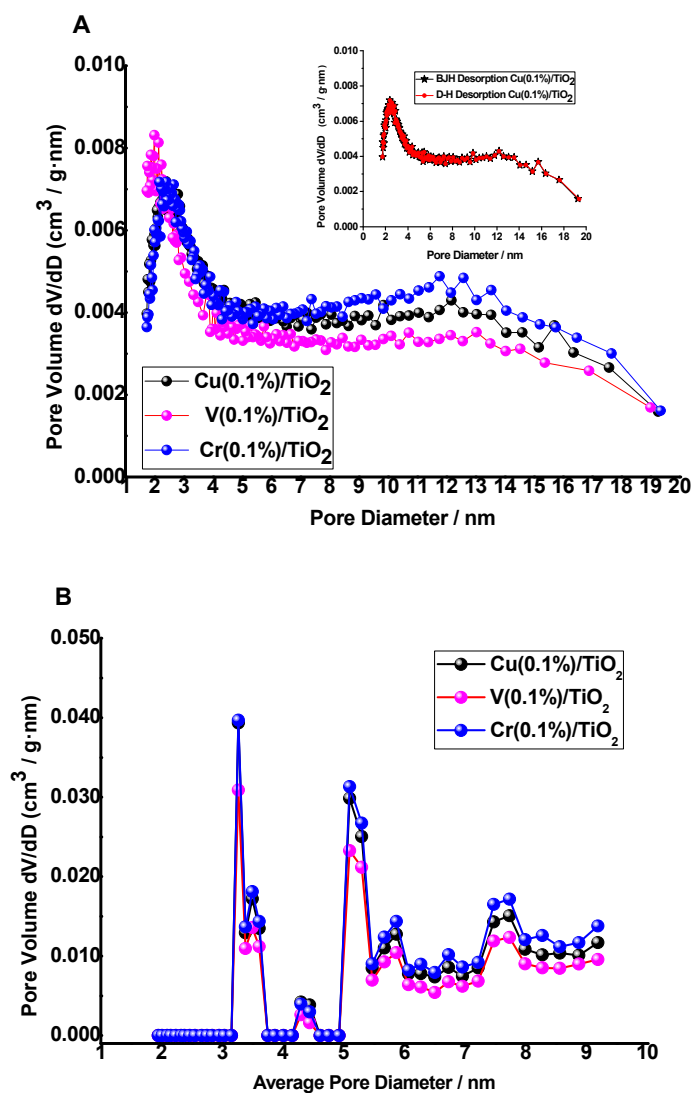 A
0.010
0.008
0.006
0.004
0.002
0.000
Pore Volume dV/dD (cm³ / g·nm)
1 2 3 4 5 6 7 8 9 10 11 12 13 14 15 16 17 18 19 20
Pore Diameter / nm
Cu(0.1%)/TiO₂
V(0.1%)/TiO₂
Cr(0.1%)/TiO₂
0.010
0.008
0.006
0.004
0.002
0.000
Pore Volume dV/dD (cm³ / g·nm)
BJH Desorption Cu(0.1%)/TiO₂
D-H Desorption Cu(0.1%)/TiO₂
0 2 4 6 8 10 12 14 16 18 20
Pore Diameter / nm
B
0.050
0.040
0.030
0.020
0.010
0.000
Pore Volume dV/dD (cm³ / g·nm)
Cu(0.1%)/TiO₂
V(0.1%)/TiO₂
Cr(0.1%)/TiO₂
1 2 3 4 5 6 7 8 9 10
Average Pore Diameter / nm